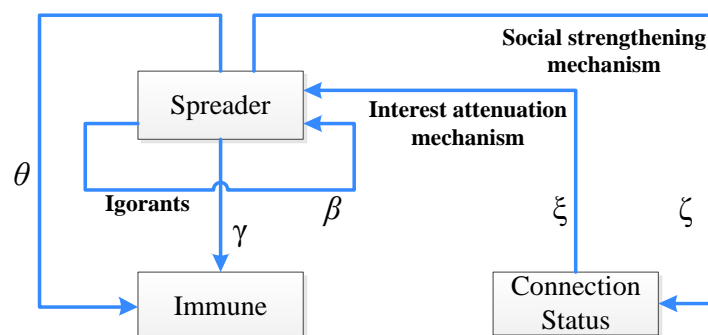 Social strengthening
mechanism
Spreader
Interest attenuation
mechanism
θ
Igorants
β
ξ
ζ
γ
Immune
Connection
Status